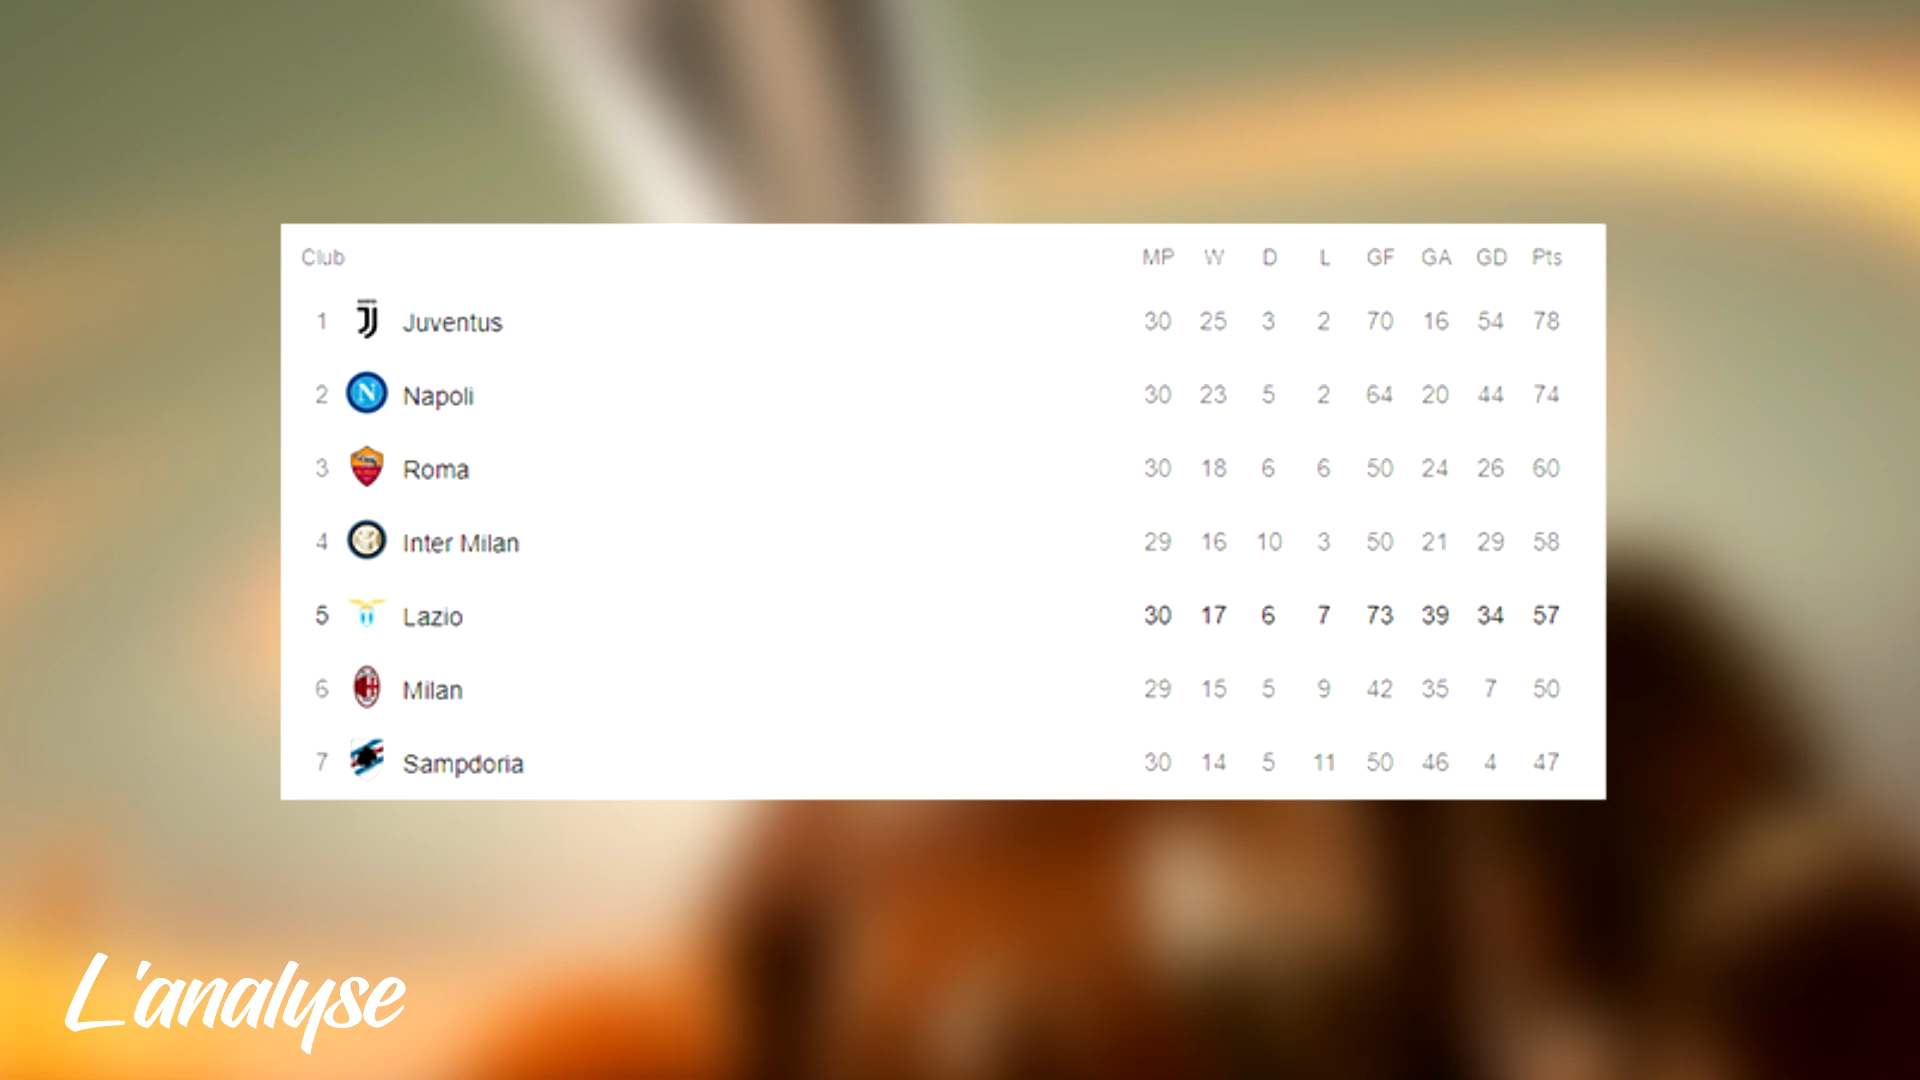 Club MP W D L GF GA GD Pts
1 Juventus 30 25 3 2 70 16 54 78
2 Napoli 30 23 5 2 64 20 44 74
3 Roma 30 18 6 6 50 24 26 60
4 Inter Milan 29 16 10 3 50 21 29 58
5 Lazio 30 17 6 7 73 39 34 57
6 Milan 29 15 5 9 42 35 7 50
7 Sampdoria 30 14 5 11 50 46 4 47
L'analyse